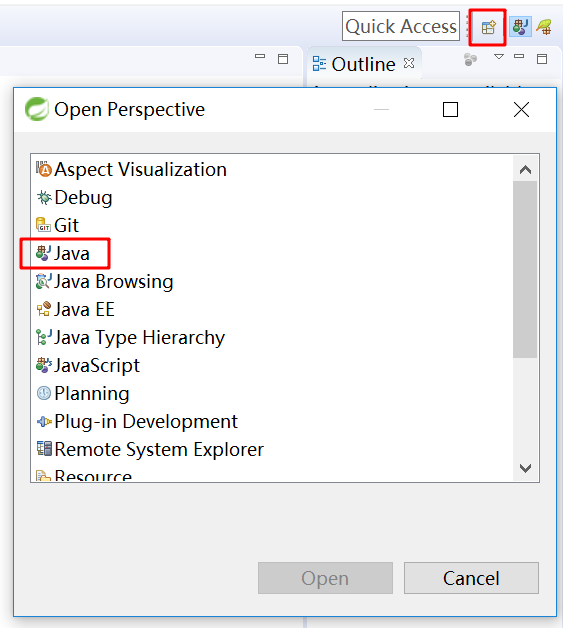 Quick Access
Outline
Open Perspective
Aspect Visualization
Debug
Git
Java
Java Browsing
Java EE
Java Type Hierarchy
JavaScript
Planning
Plug-in Development
Remote System Explorer
Resource
Open
Cancel